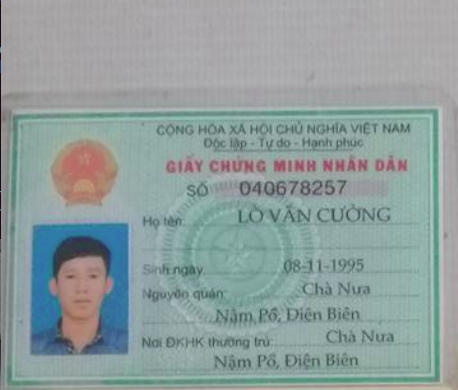 CỘNG HÒA XÃ HỘI CHỦ NGHĨA VIỆT NAM
Độc lập - Tự do - Hạnh phúc
GIẤY CHỨNG MINH NHÂN DÂN
SỐ 040678257
Họ tên: LÒ VĂN CƯỜNG
Sinh ngày 08-11-1995
Nguyên quán: Chà Nưa
Nậm Pồ, Điện Biên
Nơi ĐKHK thường trú: Chà Nưa
Nậm Pồ, Điện Biên